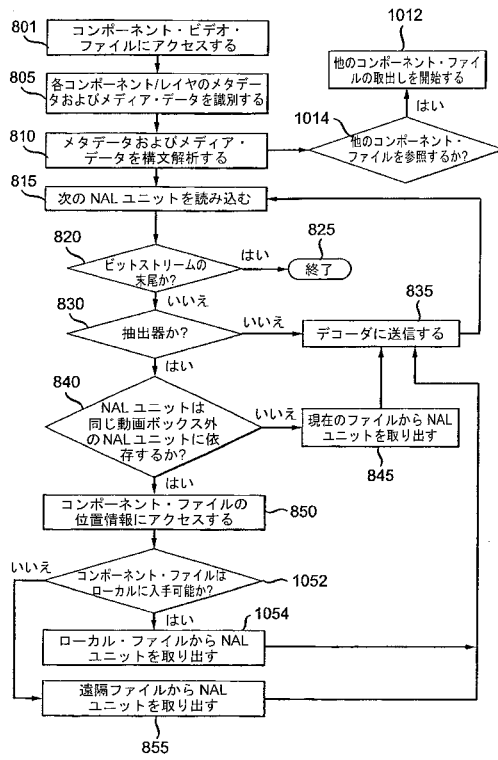 801
コンポーネント・ビデオ・
ファイルにアクセスする
805
各コンポーネント/レイヤのメタデー
タおよびメディア・データを識別する
810
メタデータおよびメディア・
データを構文解析する
1012
他のコンポーネント・ファイ
ルの取出しを開始する
はい
1014
他のコンポーネント・
ファイルを参照するか?
815
次の NAL ユニットを読み込む
820
ビットストリームの
末尾か?
はい
825
終了
いいえ
830
抽出器か?
いいえ
835
デコーダに送信する
はい
840
NAL ユニットは
同じ動画ボックス外
の NAL ユニットに依
存するか?
いいえ
現在のファイルから NAL
ユニットを取り出す
845
はい
コンポーネント・ファイルの
位置情報にアクセスする
850
いいえ
コンポーネント・ファイルは
ローカルに入手可能か?
1052
はい
1054
ローカル・ファイルから NAL
ユニットを取り出す
遠隔ファイルから NAL
ユニットを取り出す
855